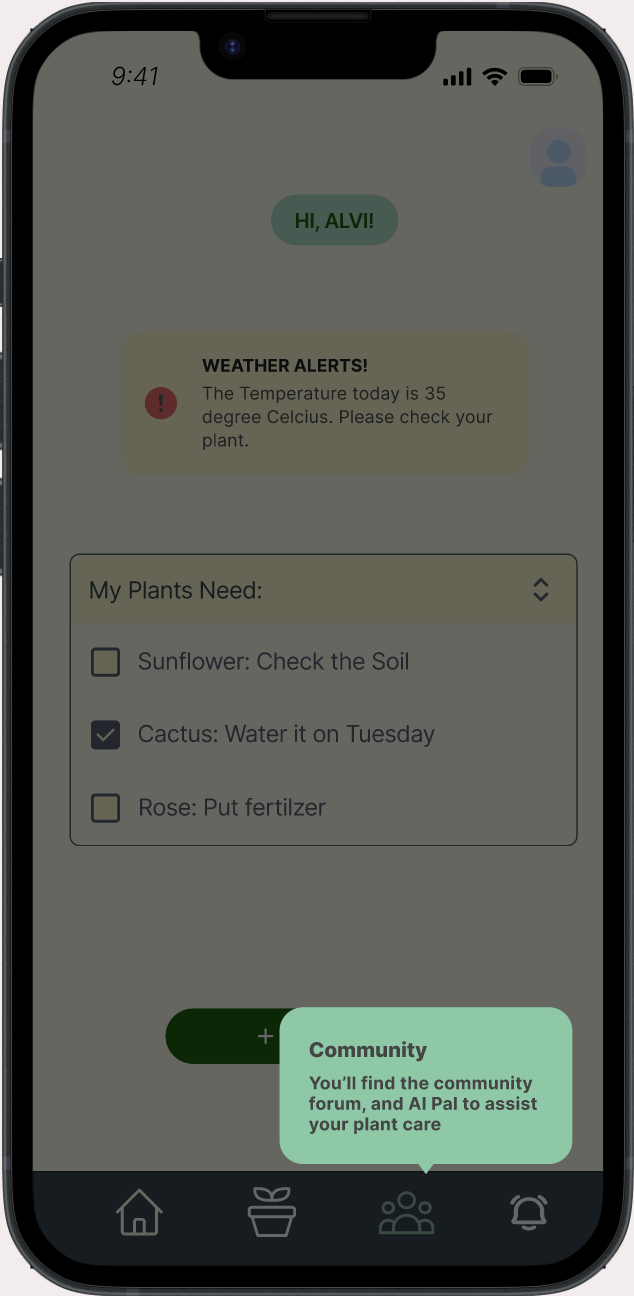 9:41
HI, ALVI!
WEATHER ALERTS!
The Temperature today is 35
degree Celcius. Please check your
plant.
My Plants Need:
Sunflower: Check the Soil
Cactus: Water it on Tuesday
Rose: Put fertilzer
+
Community
You’ll find the community
forum, and AI Pal to assist
your plant care